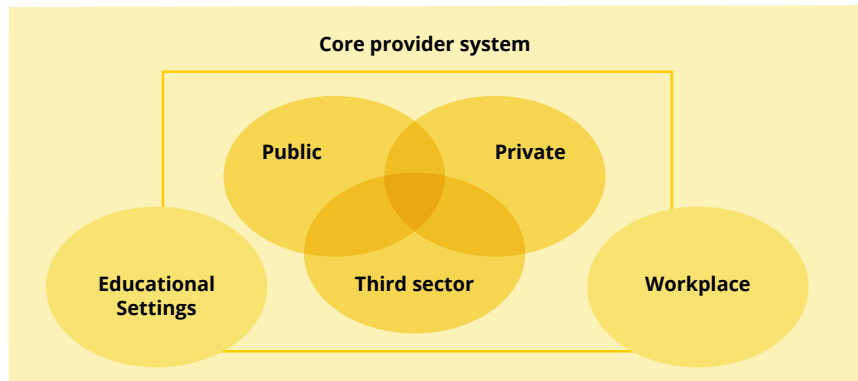 Core provider system
Public
Private
Educational
Settings
Third sector
Workplace